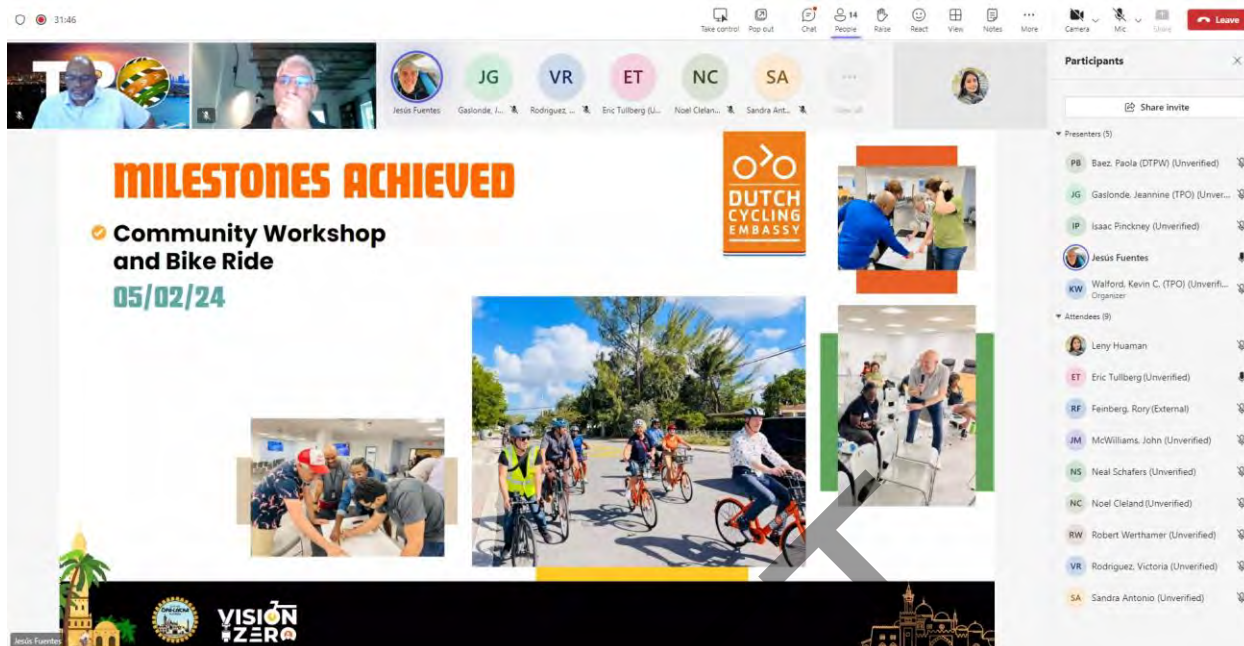 31:46
Take control
Pop out
Chat
14
People
Raise
React
View
Notes
More
Camera
Mic
Share
Leave
JG
VR
ET
NC
SA
Jesús Fuentes
Gaslonde, J...
Rodriguez, ...
Eric Tullberg (U...
Noel Clelan...
Sandra Ant...
View all
MILESTONES ACHIEVED
Community Workshop
and Bike Ride
05/02/24
DUTCH
CYCLING
EMBASSY
VISION
ZERO
Jesús Fuentes
Participants
Share invite
Presenters (5)
PB Baez, Paola (DTPW) (Unverified)
JG Gaslonde, Jeannine (TPO) (Unver...
IP Isaac Pinckney (Unverified)
Jesús Fuentes
KW Walford, Kevin C. (TPO) (Unverifi...
Organizer
Attendees (9)
Leny Huaman
ET Eric Tullberg (Unverified)
RF Feinberg, Rory (External)
JM McWilliams, John (Unverified)
NS Neal Schafers (Unverified)
NC Noel Cleland (Unverified)
RW Robert Werthamer (Unverified)
VR Rodriguez, Victoria (Unverified)
SA Sandra Antonio (Unverified)